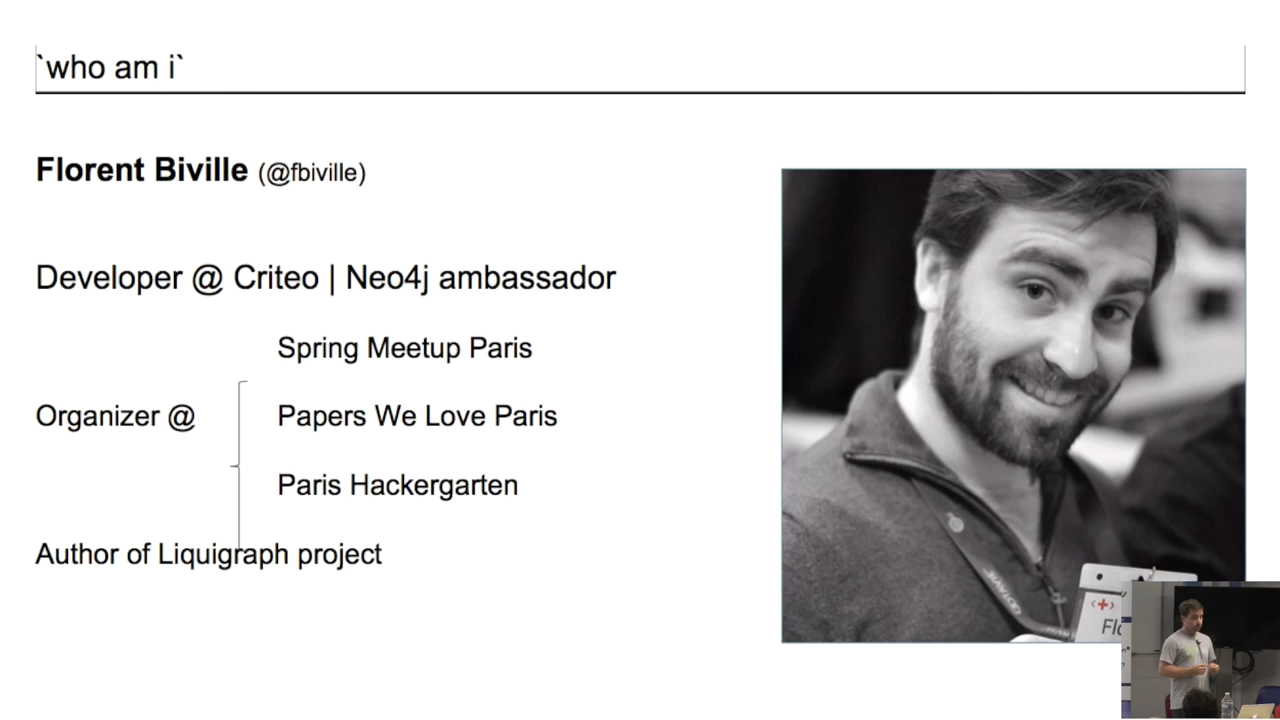 `who am i`
Florent Biville (@fbiville)
Developer @ Criteo | Neo4j ambassador
Spring Meetup Paris
Organizer @
Papers We Love Paris
Paris Hackergarten
Author of Liquigraph project